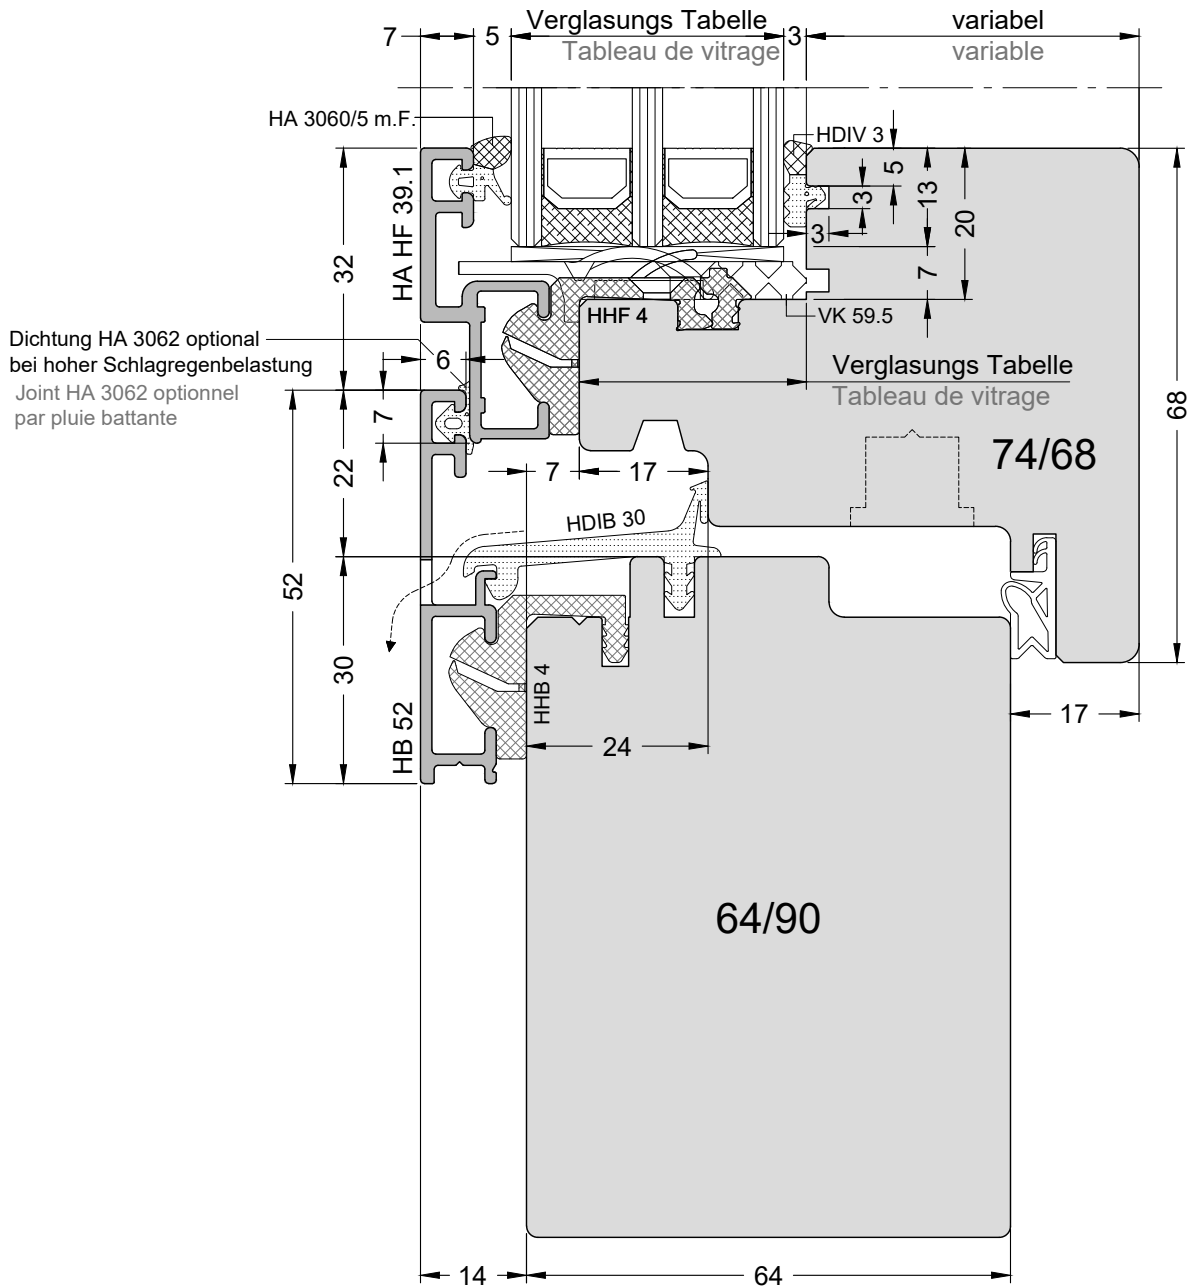 7
5
Verglasungs Tabelle
Tableau de vitrage
3
variabel
variable
HA 3060/5 m.F.
HDIV 3
32
HA HF 39.1
5
13
3
20
3
7
HHF 4
VK 59.5
Dichtung HA 3062 optional
bei hoher Schlagregenbelastung
Joint HA 3062 optionnel
par pluie battante
6
Verglasungs Tabelle
Tableau de vitrage
68
7
22
74/68
7
17
HDIB 30
52
30
HB 52
HHB 4
24
17
64/90
14
64